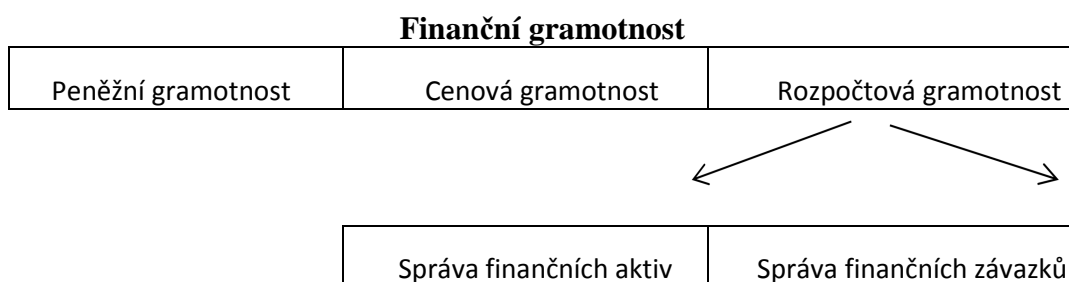 Finanční gramotnost
Peněžní gramotnost Cenová gramotnost Rozpočtová gramotnost
Správa finančních aktiv Správa finančních závazků